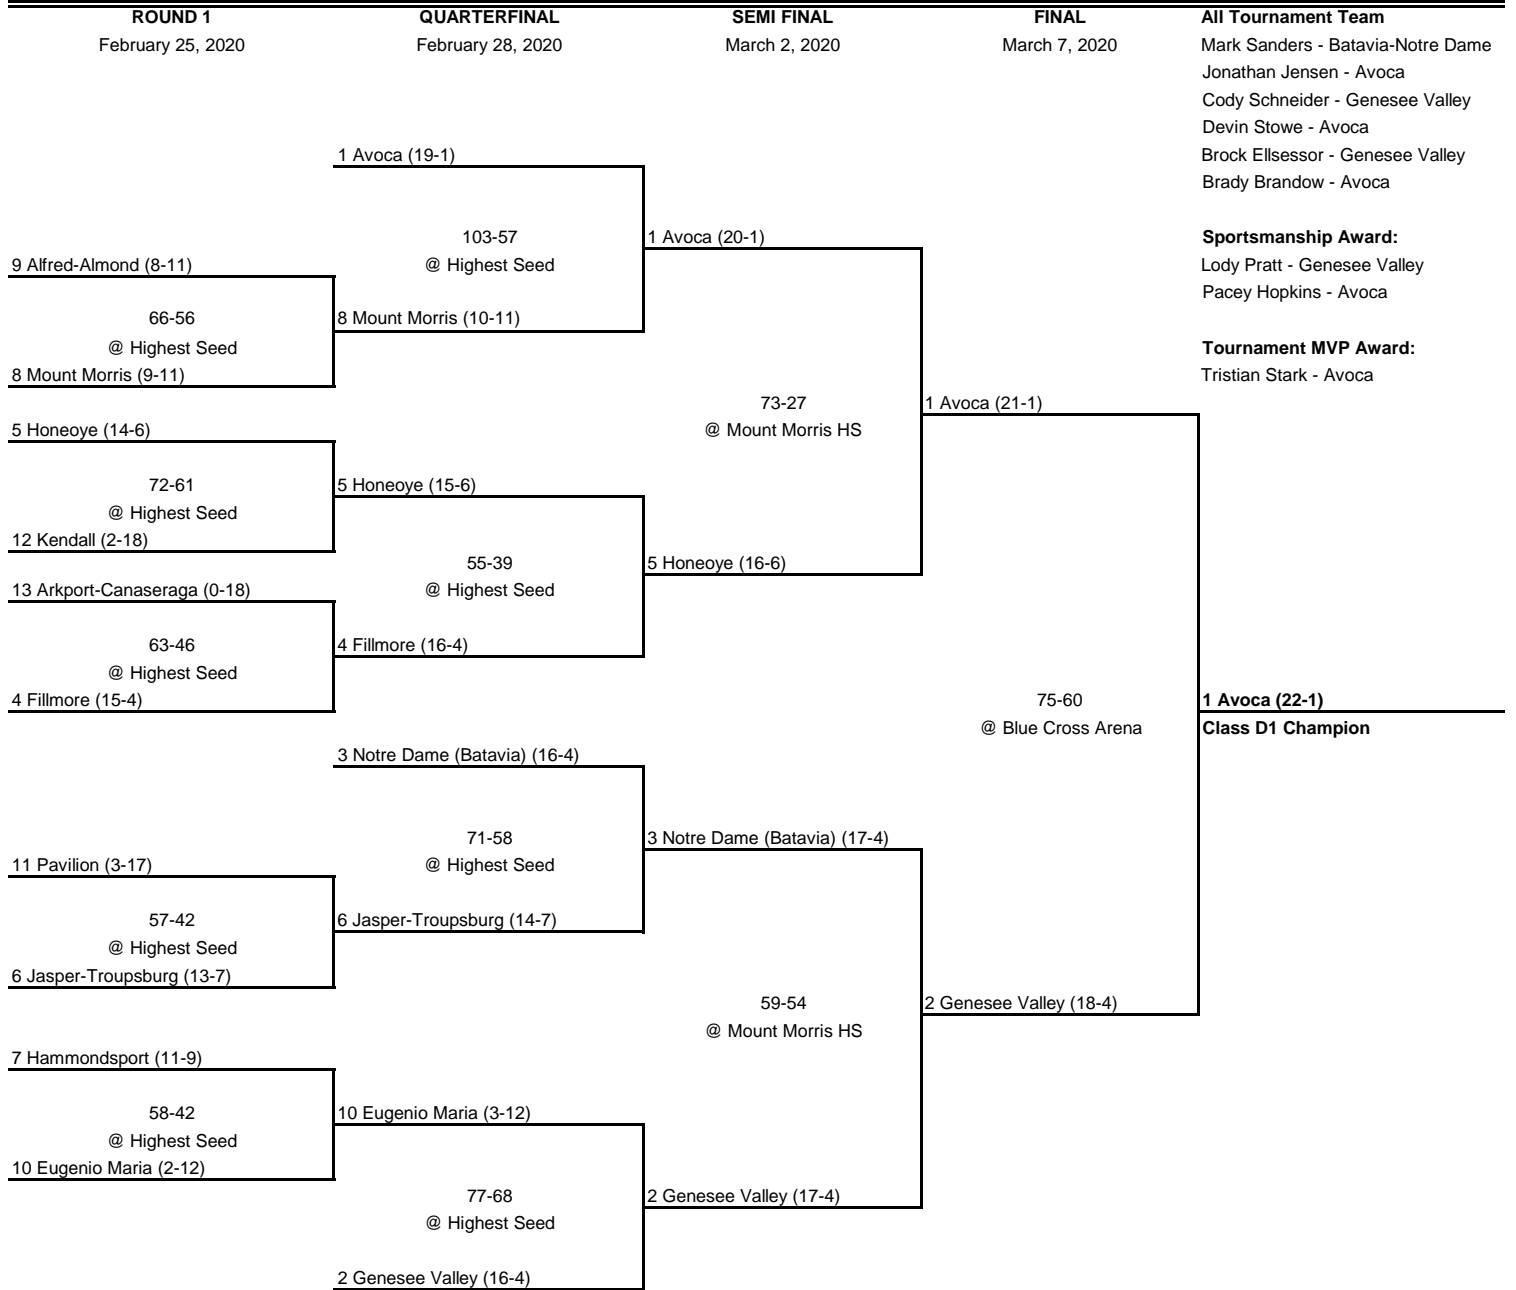 ROUND 1 QUARTERFINAL SEMI FINAL FINAL All Tournament Team
February 25, 2020 February 28, 2020 March 2, 2020 March 7, 2020 Mark Sanders - Batavia-Notre Dame
Jonathan Jensen - Avoca
Cody Schneider - Genesee Valley
Devin Stowe - Avoca
1 Avoca (19-1) Brock Ellsessor - Genesee Valley
Brady Brandow - Avoca
103-57 1 Avoca (20-1) Sportsmanship Award:
9 Alfred-Almond (8-11) @ Highest Seed Lody Pratt - Genesee Valley
Pacey Hopkins - Avoca
66-56 8 Mount Morris (10-11)
@ Highest Seed Tournament MVP Award:
8 Mount Morris (9-11) Tristian Stark - Avoca
73-27 1 Avoca (21-1)
5 Honeoye (14-6) @ Mount Morris HS
72-61 5 Honeoye (15-6)
@ Highest Seed
12 Kendall (2-18)
55-39 5 Honeoye (16-6)
13 Arkport-Canaseraga (0-18) @ Highest Seed
63-46 4 Fillmore (16-4)
@ Highest Seed
4 Fillmore (15-4) 75-60 1 Avoca (22-1)
@ Blue Cross Arena Class D1 Champion
3 Notre Dame (Batavia) (16-4)
71-58 3 Notre Dame (Batavia) (17-4)
11 Pavilion (3-17) @ Highest Seed
57-42 6 Jasper-Troupsburg (14-7)
@ Highest Seed
6 Jasper-Troupsburg (13-7)
59-54 2 Genesee Valley (18-4)
@ Mount Morris HS
7 Hammondsport (11-9)
58-42 10 Eugenio Maria (3-12)
@ Highest Seed
10 Eugenio Maria (2-12)
77-68 2 Genesee Valley (17-4)
@ Highest Seed
2 Genesee Valley (16-4)